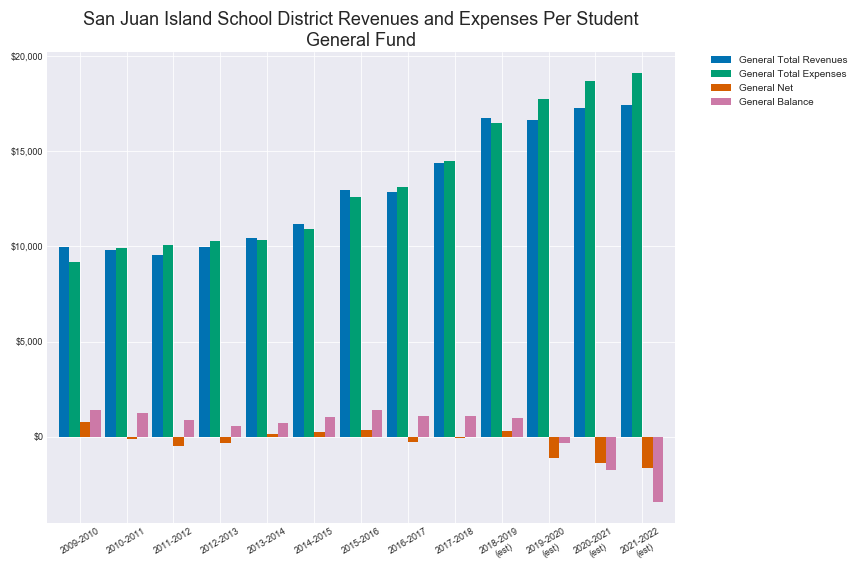 San Juan Island School District Revenues and Expenses Per Student
General Fund
General Total Revenues
General Total Expenses
General Net
General Balance
$20,000
$15,000
$10,000
$5,000
$0
2009-2010
2010-2011
2011-2012
2012-2013
2013-2014
2014-2015
2015-2016
2016-2017
2017-2018
2018-2019
(est)
2019-2020
(est)
2020-2021
(est)
2021-2022
(est)